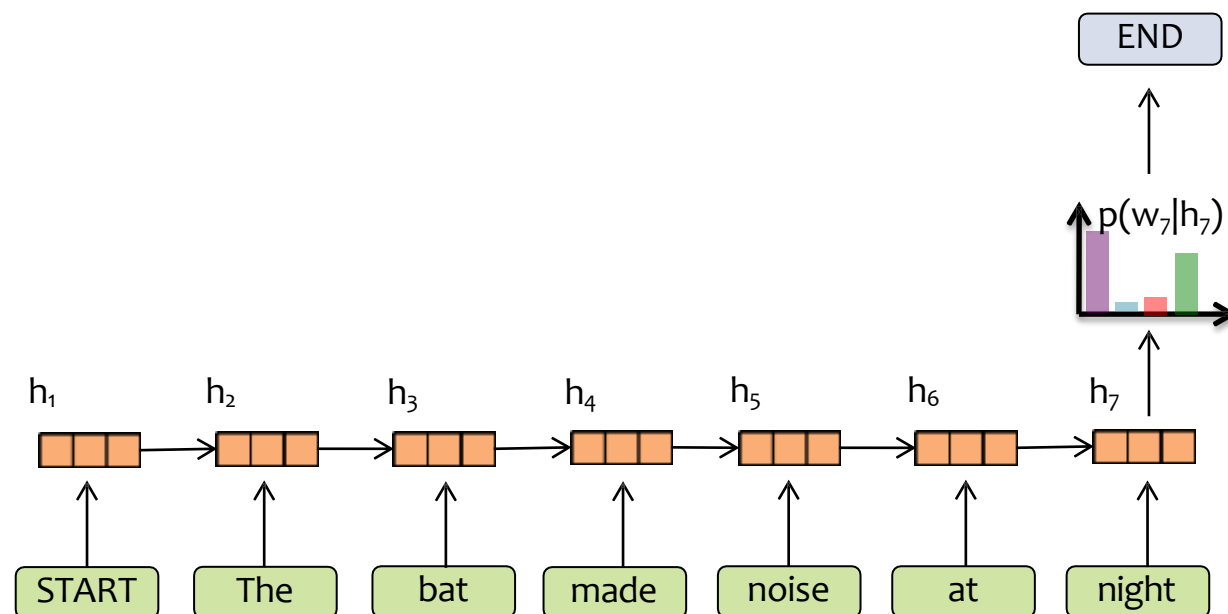 END
p(w₇|h₇)
h₁ h₂ h₃ h₄ h₅ h₆ h₇
START The bat made noise at night